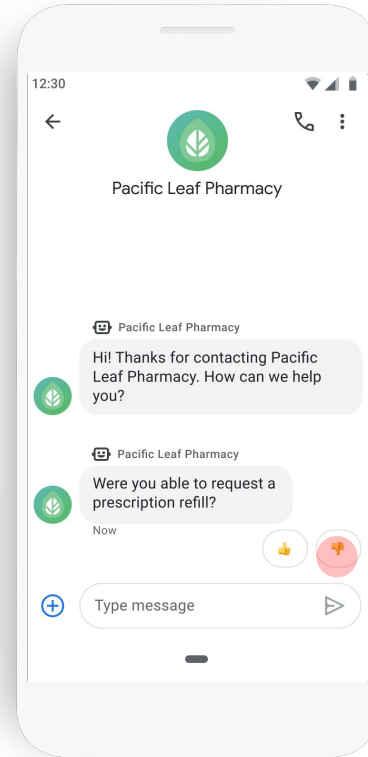 12:30
Pacific Leaf Pharmacy
Pacific Leaf Pharmacy
Hi! Thanks for contacting Pacific
Leaf Pharmacy. How can we help
you?
Pacific Leaf Pharmacy
Were you able to request a
prescription refill?
Now
👍 👎
Type message